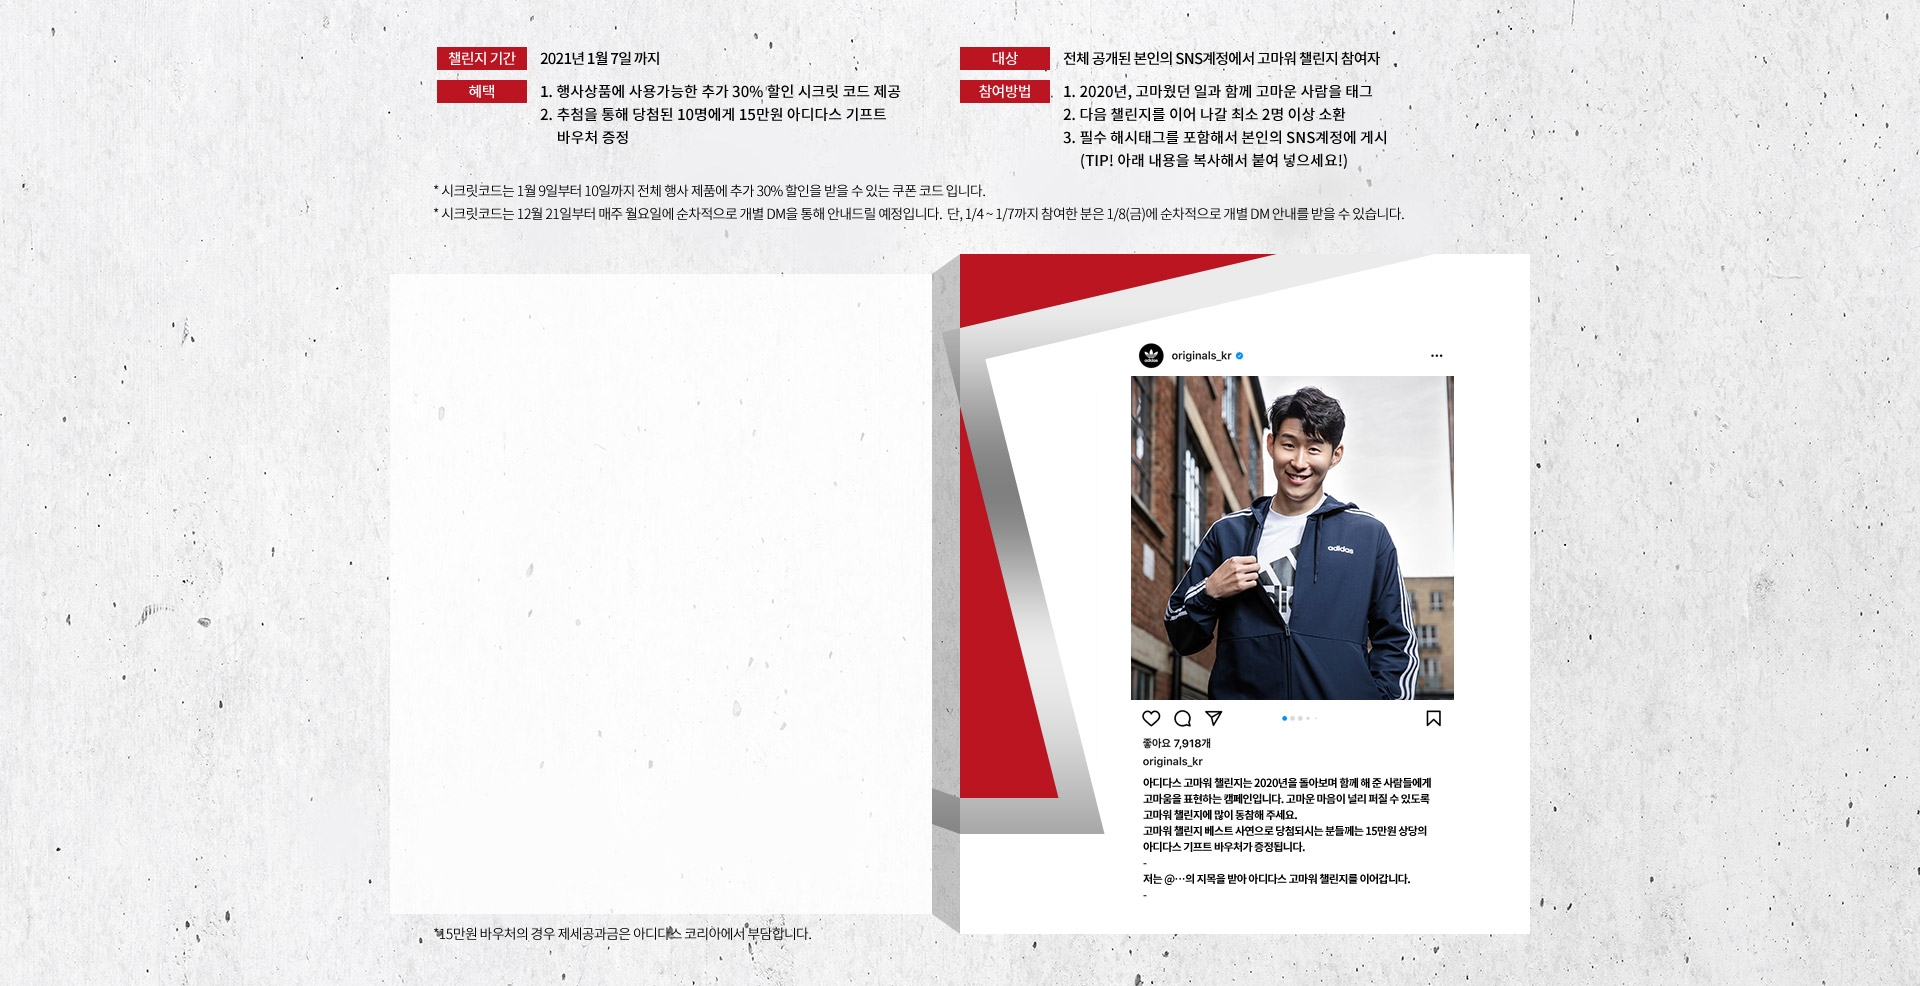 챌린지 기간
2021년 1월 7일 까지
혜택
1. 행사상품에 사용가능한 추가 30% 할인 시크릿 코드 제공
2. 추첨을 통해 당첨된 10명에게 15만원 아디다스 기프트
바우처 증정
대상
전체 공개된 본인의 SNS계정에서 고마워 챌린지 참여자
참여방법
1. 2020년, 고마웠던 일과 함께 고마운 사람을 태그
2. 다음 챌린지를 이어 나갈 최소 2명 이상 소환
3. 필수 해시태그를 포함해서 본인의 SNS계정에 게시
(TIP! 아래 내용을 복사해서 붙여 넣으세요!)
* 시크릿코드는 1월 9일부터 10일까지 전체 행사 제품에 추가 30% 할인을 받을 수 있는 쿠폰 코드 입니다.
* 시크릿코드는 12월 21일부터 매주 월요일에 순차적으로 개별 DM을 통해 안내드릴 예정입니다. 단, 1/4 ~ 1/7까지 참여한 분은 1/8(금)에 순차적으로 개별 DM 안내를 받을 수 있습니다.
adidas
originals_kr
adidas
좋아요 7,918개
originals_kr
아디다스 고마워 챌린지는 2020년을 돌아보며 함께 해 준 사람들에게
고마움을 표현하는 캠페인입니다. 고마운 마음이 널리 퍼질 수 있도록
고마워 챌린지에 많이 동참해 주세요.
고마워 챌린지 베스트 사연으로 당첨되시는 분들께는 15만원 상당의
아디다스 기프트 바우처가 증정됩니다.
-
저는 @…의 지목을 받아 아디다스 고마워 챌린지를 이어갑니다.
-
*15만원 바우처의 경우 제세공과금은 아디다스 코리아에서 부담합니다.